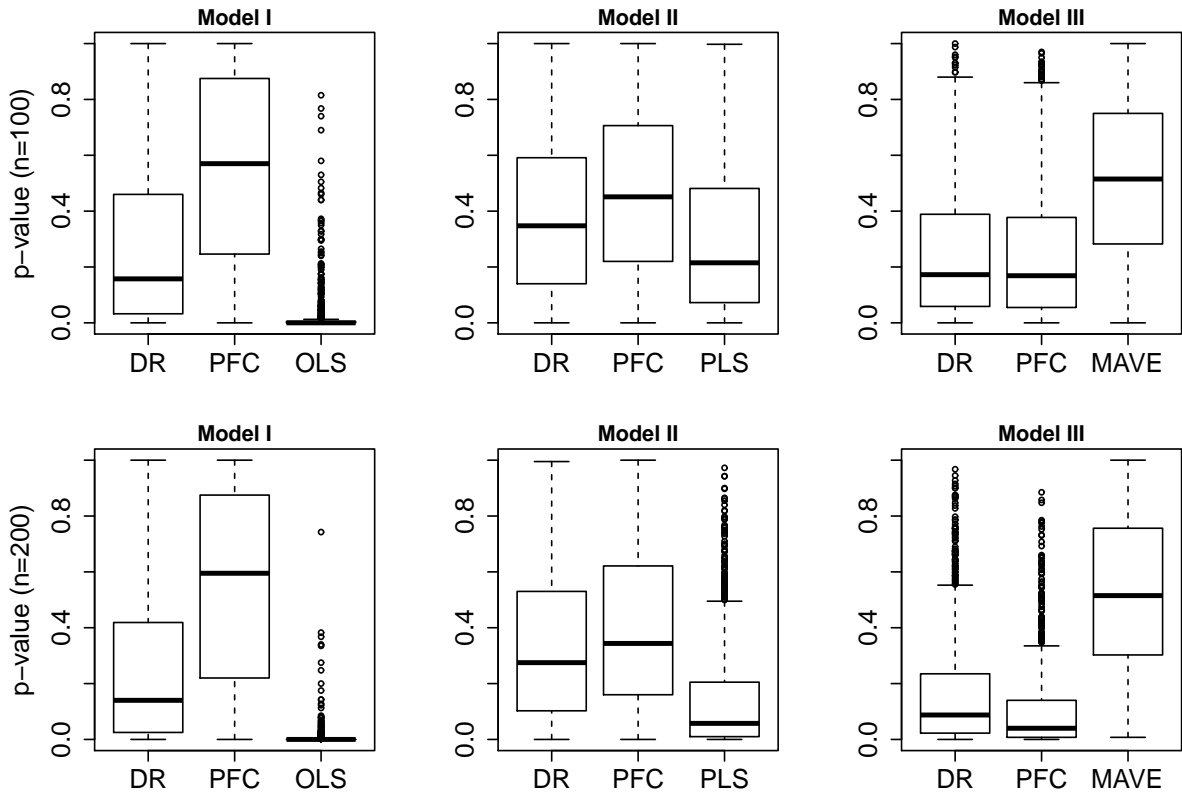 Model I
Model II
Model III
p−value (n=100)
0.0 0.4 0.8
0.0 0.4 0.8
0.0 0.4 0.8
DR PFC OLS
DR PFC PLS
DR PFC MAVE
Model I
Model II
Model III
p−value (n=200)
0.0 0.4 0.8
0.0 0.4 0.8
0.0 0.4 0.8
DR PFC OLS
DR PFC PLS
DR PFC MAVE